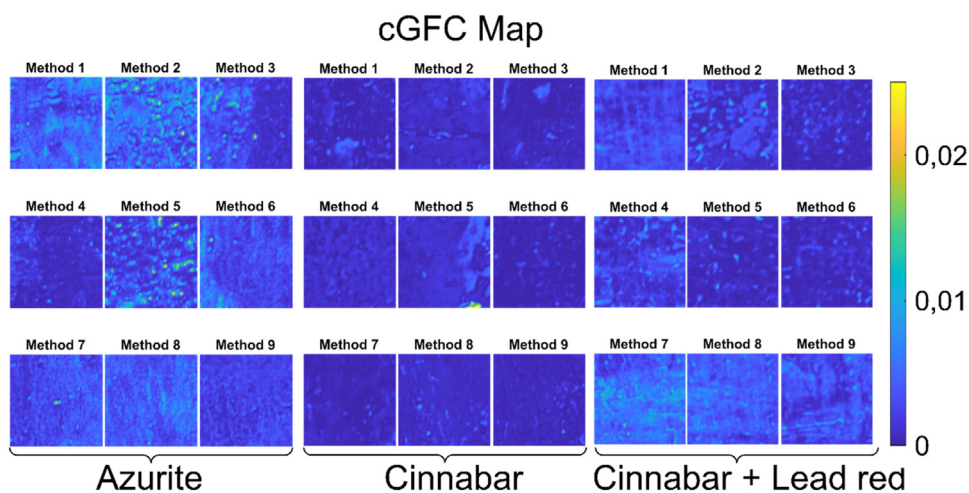 cGFC Map
Method 1 Method 2 Method 3 Method 1 Method 2 Method 3 Method 1 Method 2 Method 3
0,02
Method 4 Method 5 Method 6 Method 4 Method 5 Method 6 Method 4 Method 5 Method 6
0,01
Method 7 Method 8 Method 9 Method 7 Method 8 Method 9 Method 7 Method 8 Method 9
0
Azurite Cinnabar Cinnabar + Lead red